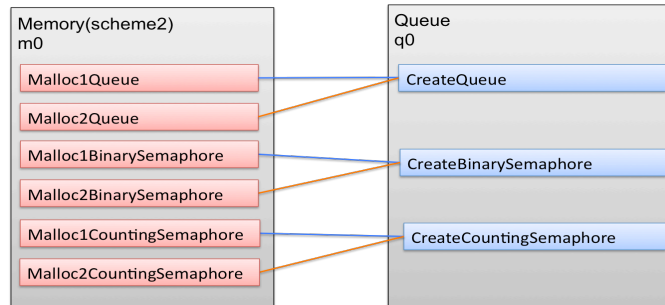 Memory(scheme2)
m0
Malloc1Queue
Malloc2Queue
Malloc1BinarySemaphore
Malloc2BinarySemaphore
Malloc1CountingSemaphore
Malloc2CountingSemaphore
Queue
q0
CreateQueue
CreateBinarySemaphore
CreateCountingSemaphore